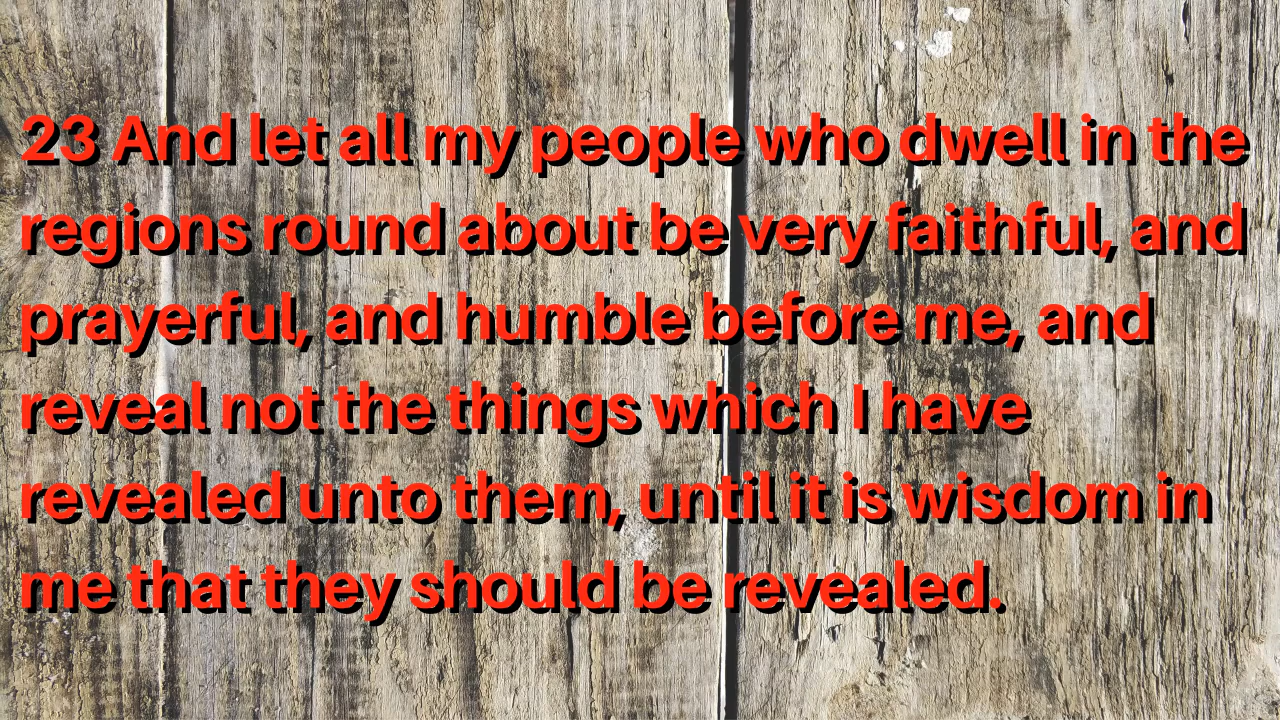 23 And let all my people who dwell in the
regions round about be very faithful, and
prayerful, and humble before me, and
reveal not the things which I have
revealed unto them, until it is wisdom in
me that they should be revealed.